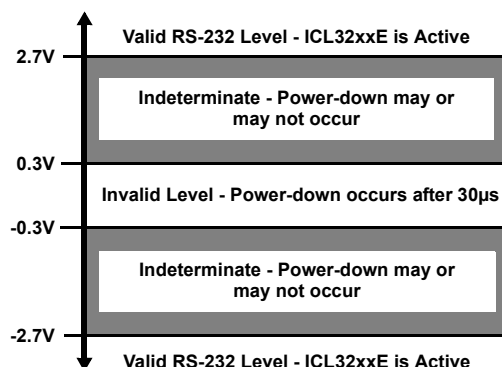 Valid RS-232 Level - ICL32xxE is Active
2.7V
Indeterminate - Power-down may or
may not occur
0.3V
Invalid Level - Power-down occurs after 30µs
-0.3V
Indeterminate - Power-down may or
may not occur
-2.7V
Valid RS-232 Level - ICL32xxE is Active